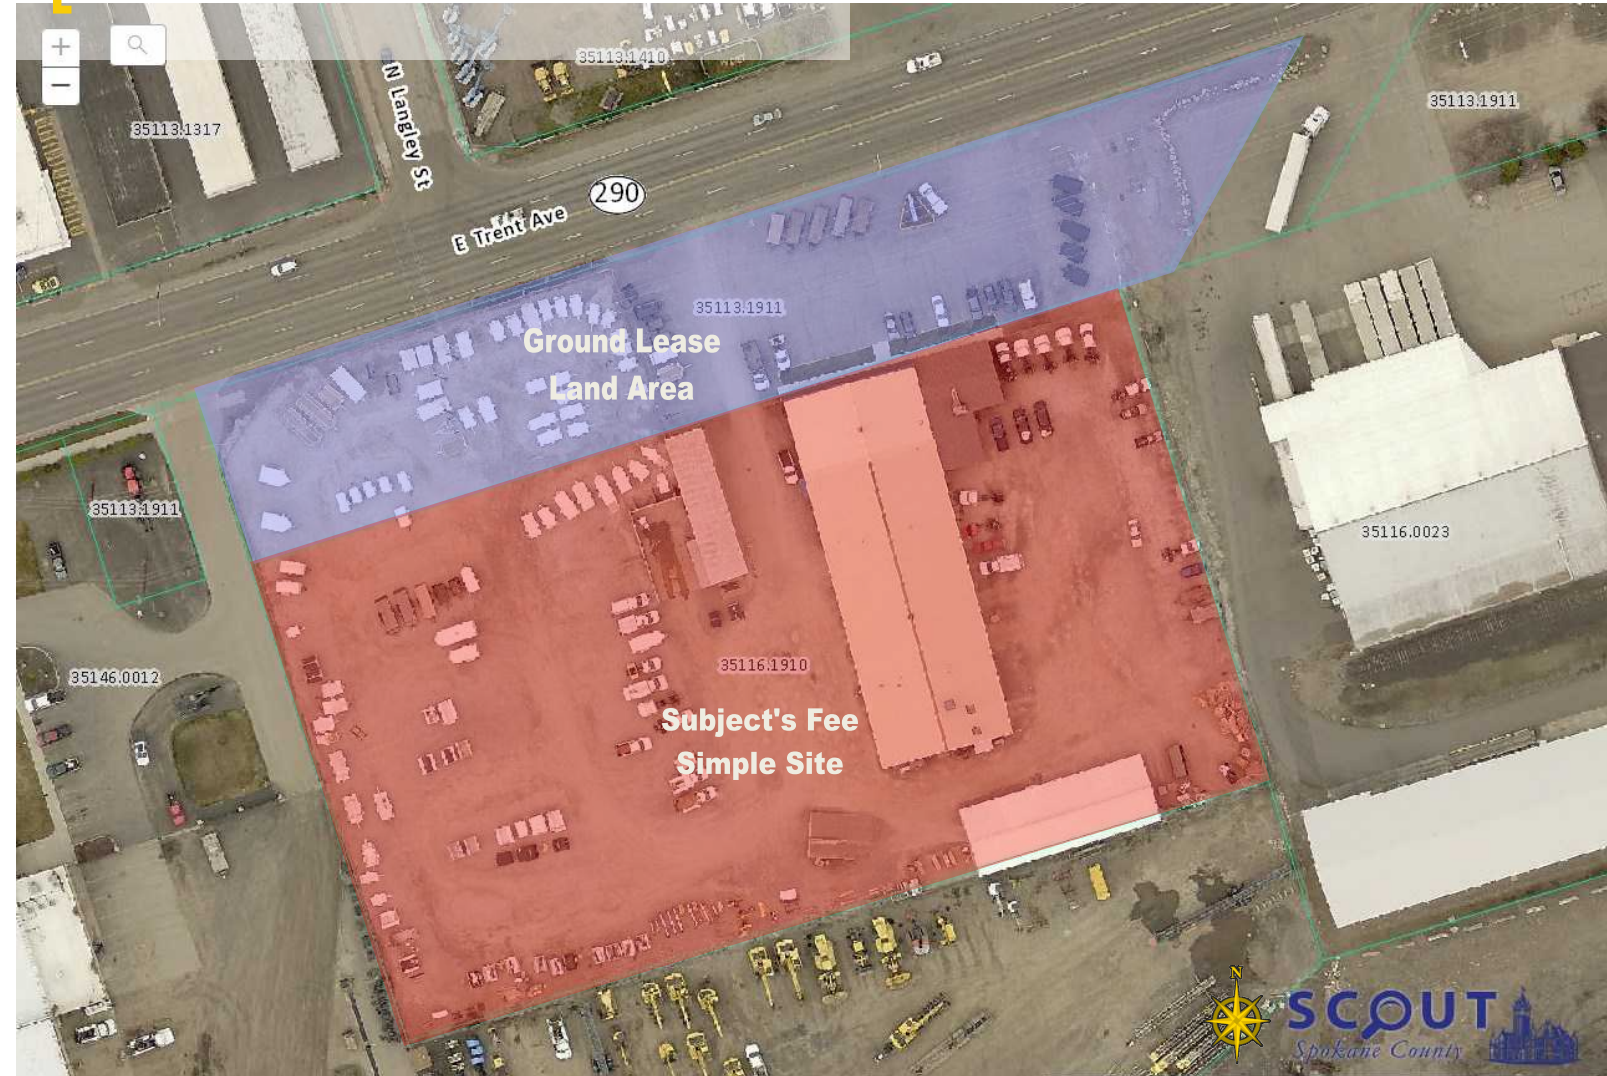 35113.1410
35113.1317
N Langley St
35113.1911
290
E Trent Ave
35113.1911
Ground Lease
Land Area
35113.1911
35116.0023
35116.1910
35146.0012
Subject's Fee
Simple Site
N
SCOUT
Spokane County